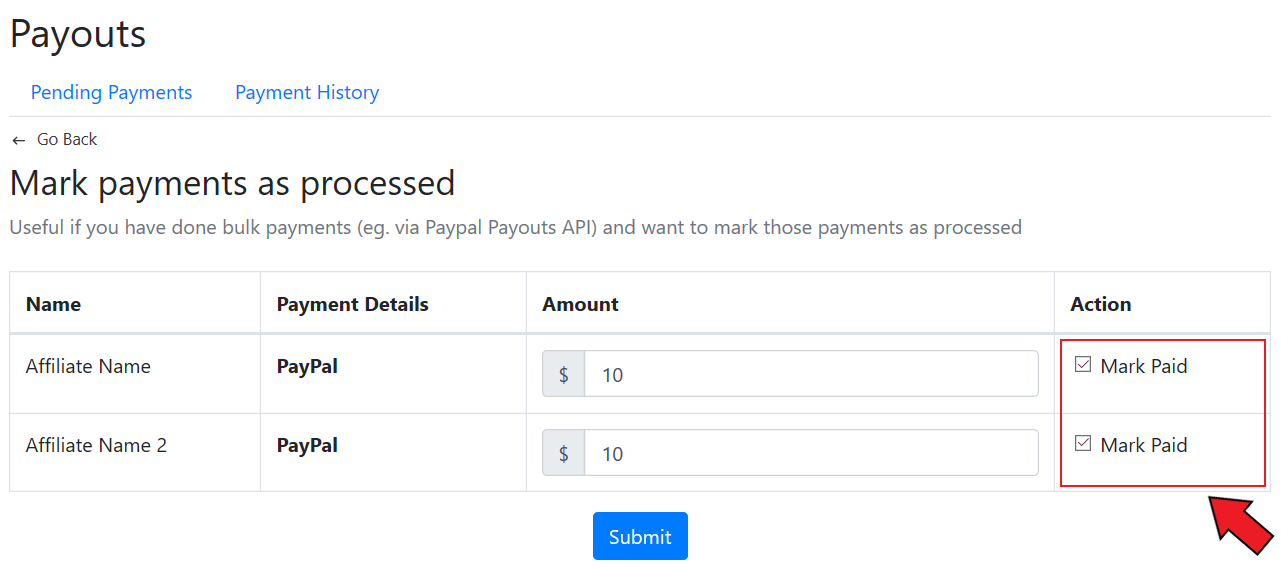 Payouts
Pending Payments Payment History
← Go Back
Mark payments as processed
Useful if you have done bulk payments (eg. via Paypal Payouts API) and want to mark those payments as processed
Name Payment Details Amount Action
Affiliate Name PayPal $ 10 Mark Paid
Affiliate Name 2 PayPal $ 10 Mark Paid
Submit